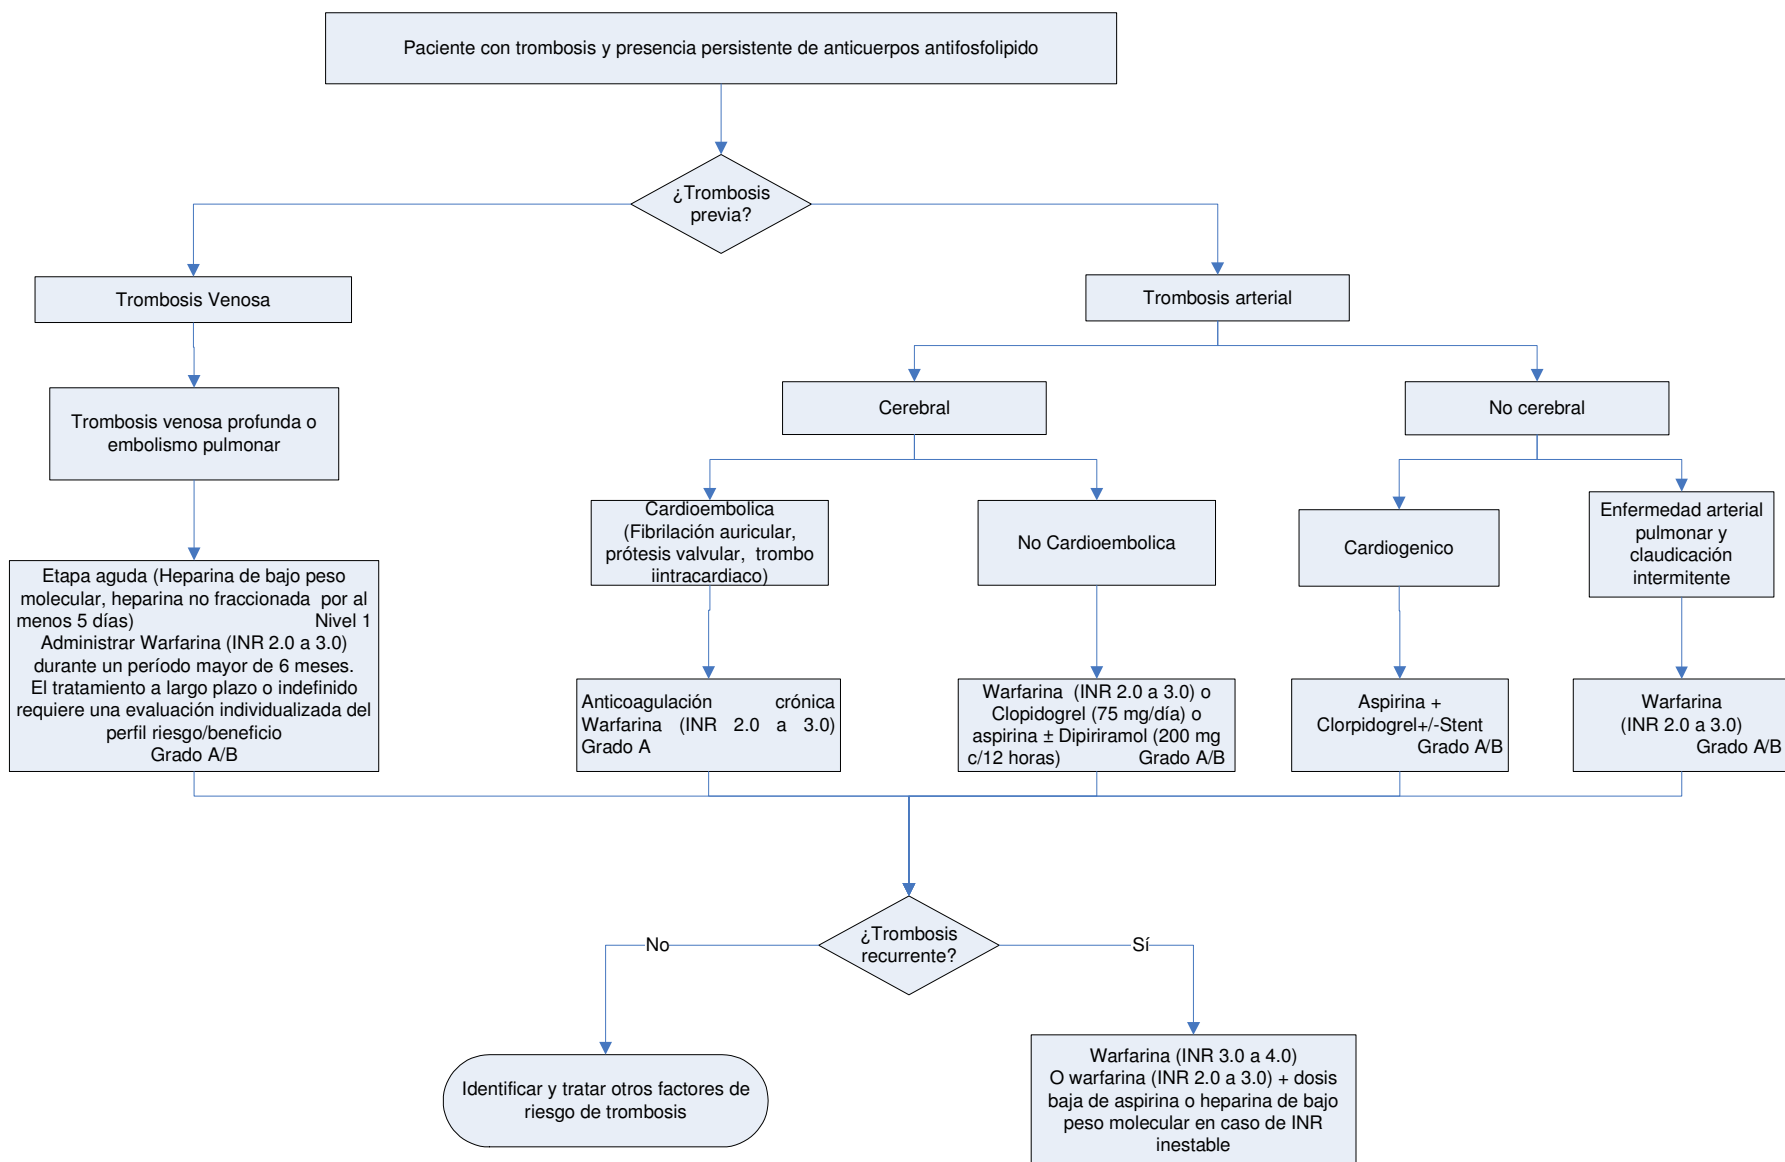 Paciente con trombosis y presencia persistente de anticuerpos antifosfolipido
¿Trombosis
previa?
Trombosis Venosa
Trombosis arterial
Cerebral
No cerebral
Trombosis venosa profunda o
embolismo pulmonar
Cardioembolica
(Fibrilación auricular,
prótesis valvular, trombo
iintracardiaco)
No Cardioembolica
Cardiogenico
Enfermedad arterial
pulmonar y
claudicación
intermitente
Etapa aguda (Heparina de bajo peso
molecular, heparina no fraccionada por al
menos 5 días) Nivel 1
Administrar Warfarina (INR 2.0 a 3.0)
durante un período mayor de 6 meses.
El tratamiento a largo plazo o indefinido
requiere una evaluación individualizada del
perfil riesgo/beneficio
Grado A/B
Anticoagulación crónica
Warfarina (INR 2.0 a 3.0)
Grado A
Warfarina (INR 2.0 a 3.0) o
Clopidogrel (75 mg/día) o
aspirina ± Dipiriramol (200 mg
c/12 horas) Grado A/B
Aspirina +
Clorpidogrel+/-Stent
Grado A/B
Warfarina
(INR 2.0 a 3.0)
Grado A/B
¿Trombosis
recurrente?
No
Sí
Identificar y tratar otros factores de
riesgo de trombosis
Warfarina (INR 3.0 a 4.0)
O warfarina (INR 2.0 a 3.0) + dosis
baja de aspirina o heparina de bajo
peso molecular en caso de INR
inestable